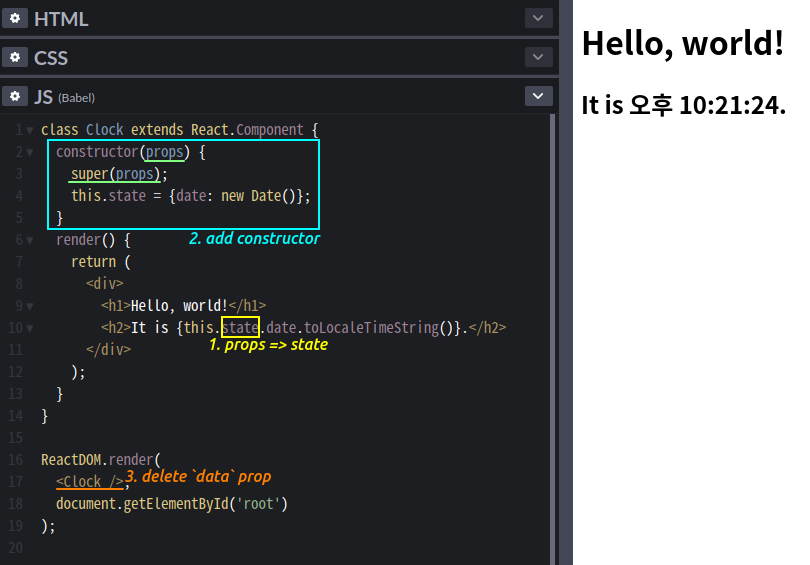 HTML
CSS
JS (Babel)
1 class Clock extends React.Component {
2 constructor(props) {
3 super(props);
4 this.state = {date: new Date()};
5 }
2. add constructor
6 render() {
7 return (
8 <div>
9 <h1>Hello, world!</h1>
10 <h2>It is {this.state.date.toLocaleTimeString()}.</h2>
1. props => state
11 </div>
12 );
13 }
14 }
15
16 ReactDOM.render(
17 <Clock />,
3. delete `data` prop
18 document.getElementById('root')
19 );
20
Hello, world!
It is 오후 10:21:24.